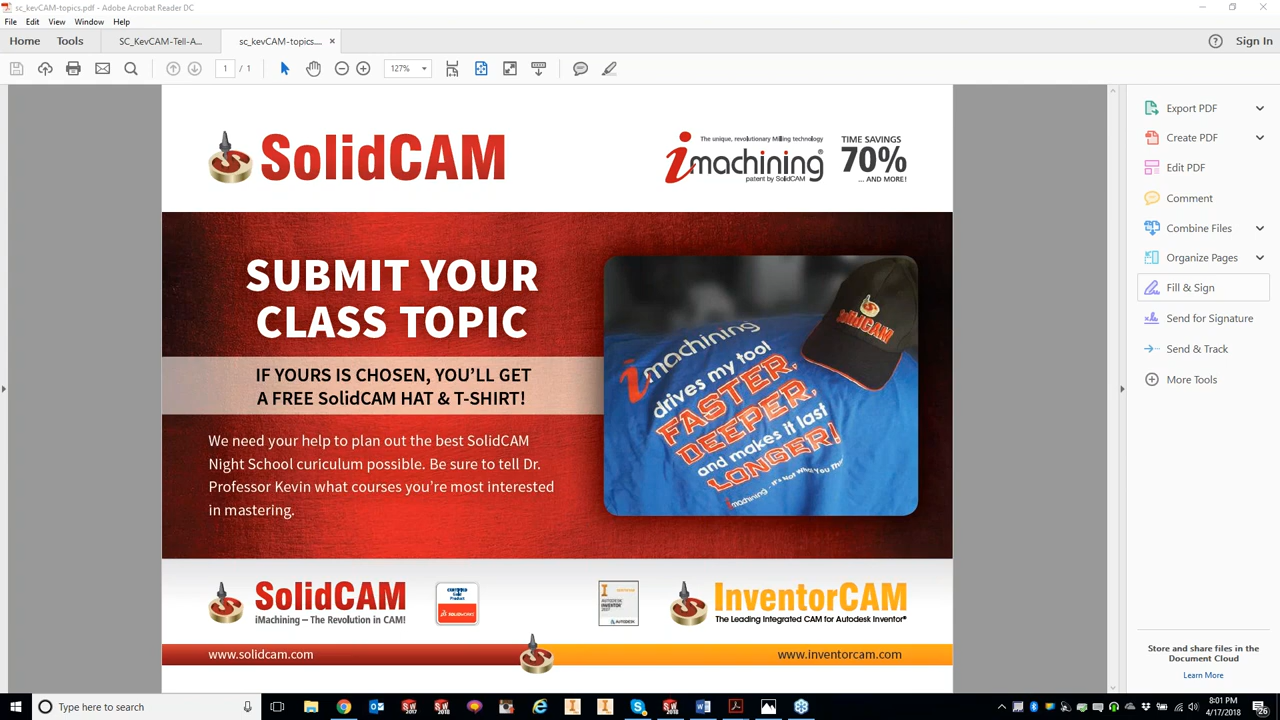 sc_kevCAM-topics.pdf - Adobe Acrobat Reader DC
File Edit View Window Help
Home Tools SC_KevCAM-Tell-A... sc_kevCAM-topics.... × Sign In
1 / 1 127%
SolidCAM
The unique, revolutionary Milling technology
imachining®
patent by SolidCAM
TIME SAVINGS
70%
... AND MORE!
SUBMIT YOUR
CLASS TOPIC
IF YOURS IS CHOSEN, YOU'LL GET
A FREE SolidCAM HAT & T-SHIRT!
We need your help to plan out the best SolidCAM
Night School curiculum possible. Be sure to tell Dr.
Professor Kevin what courses you're most interested
in mastering.
SolidCAM
imachining
drives my tool
FASTER,
DEEPER,
and makes it last
LONGER!
SolidCAM
iMachining – The Revolution in CAM!
CERTIFIED
Gold
Product
SOLIDWORKS
AUTODESK
INVENTOR
AUTODESK
InventorCAM
The Leading Integrated CAM for Autodesk Inventor®
www.solidcam.com
www.inventorcam.com
Export PDF
Create PDF
Edit PDF
Comment
Combine Files
Organize Pages
Fill & Sign
Send for Signature
Send & Track
More Tools
Store and share files in the
Document Cloud
Learn More
Type here to search
8:01 PM
4/17/2018